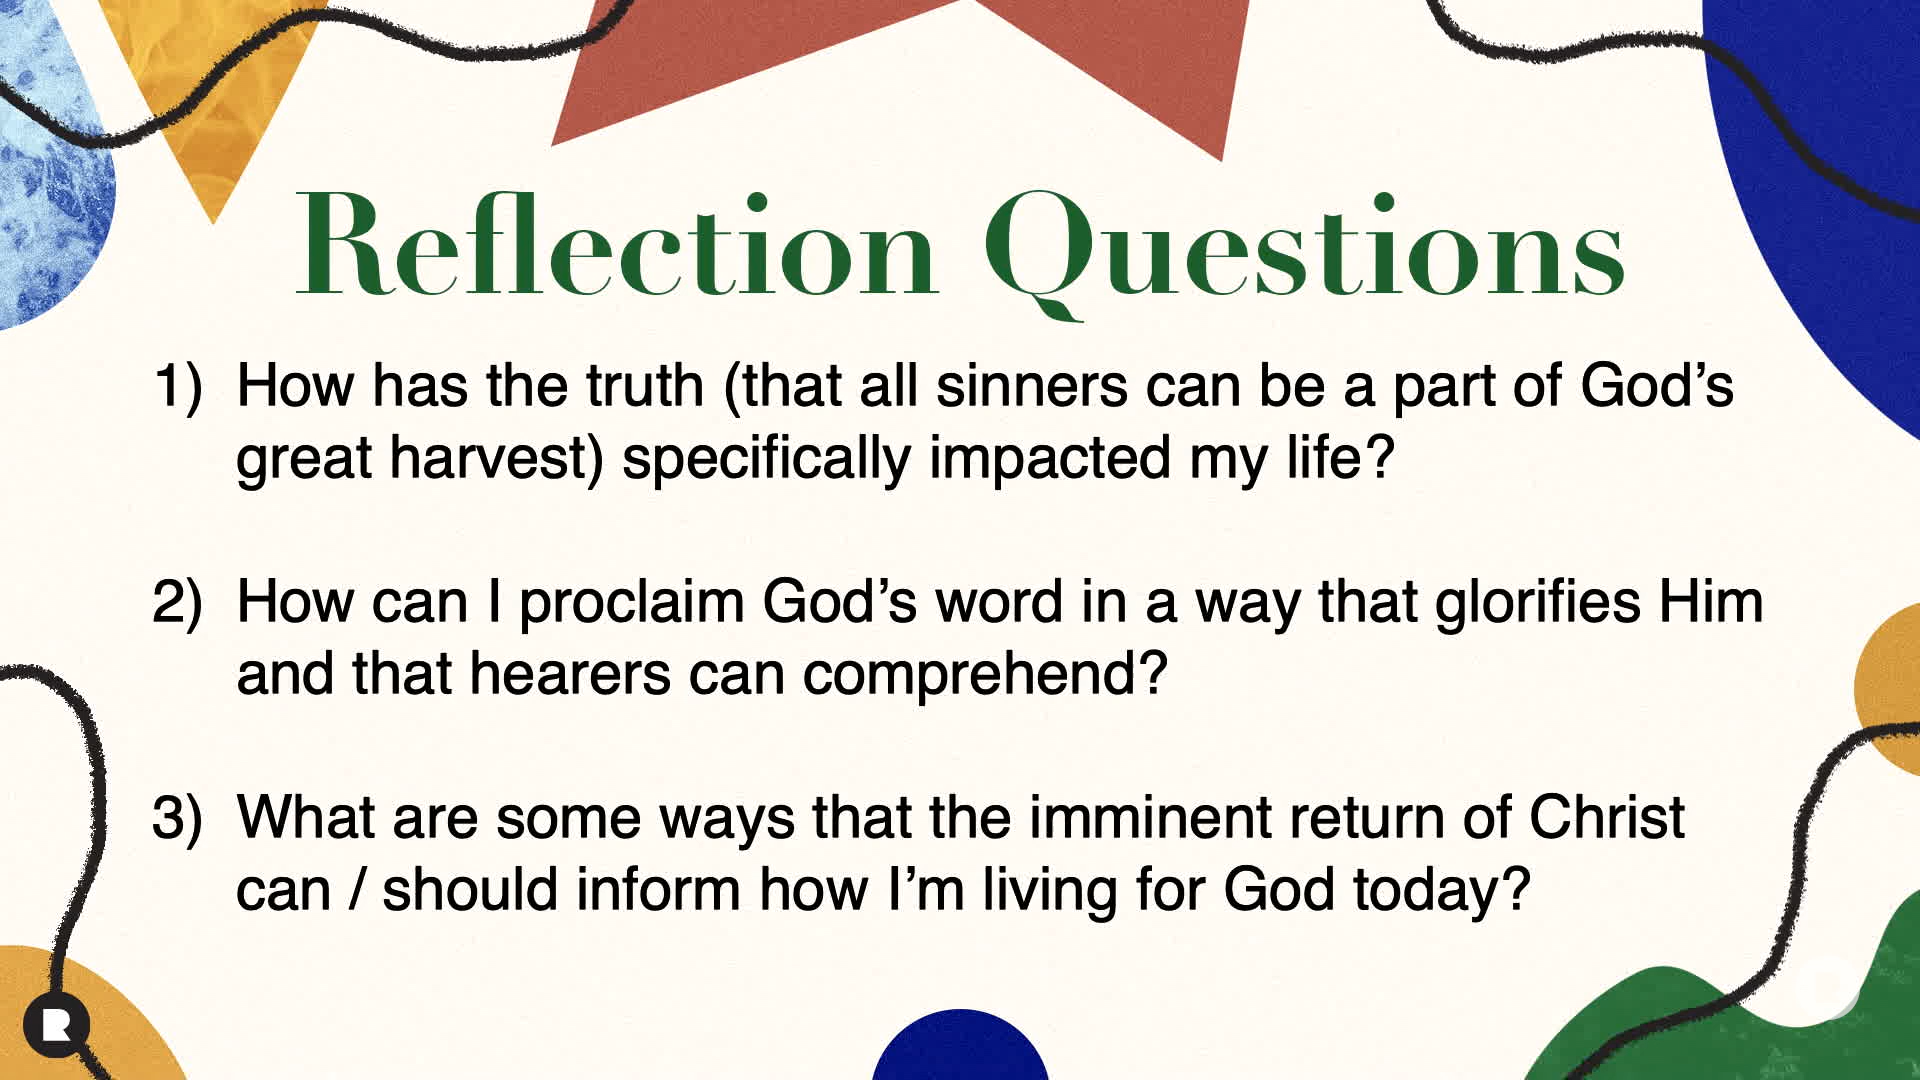 Reflection Questions
1) How has the truth (that all sinners can be a part of God’s
great harvest) specifically impacted my life?
2) How can I proclaim God’s word in a way that glorifies Him
and that hearers can comprehend?
3) What are some ways that the imminent return of Christ
can / should inform how I’m living for God today?
R